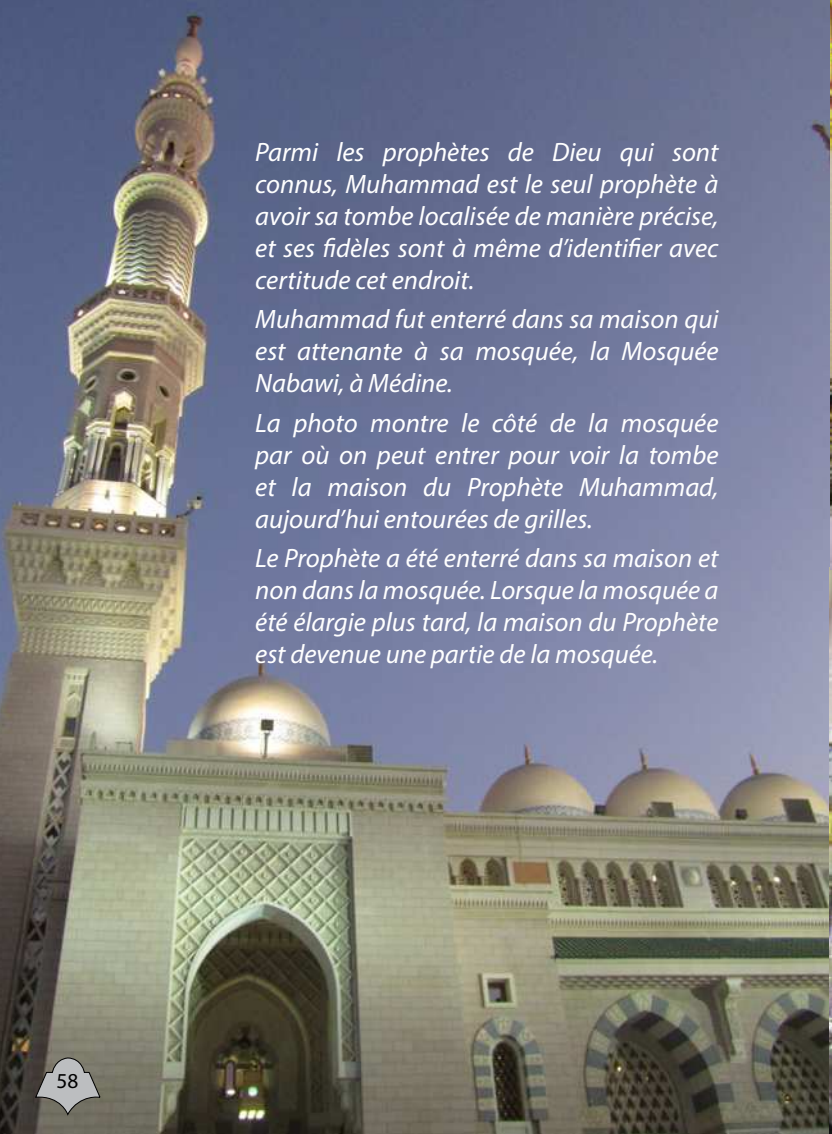 Parmi les prophètes de Dieu qui sont
connus, Muhammad est le seul prophète à
avoir sa tombe localisée de manière précise,
et ses fidèles sont à même d'identifier avec
certitude cet endroit.
Muhammad fut enterré dans sa maison qui
est attenante à sa mosquée, la Mosquée
Nabawi, à Médine.
La photo montre le côté de la mosquée
par où on peut entrer pour voir la tombe
et la maison du Prophète Muhammad,
aujourd'hui entourées de grilles.
Le Prophète a été enterré dans sa maison et
non dans la mosquée. Lorsque la mosquée a
été élargie plus tard, la maison du Prophète
est devenue une partie de la mosquée.
58